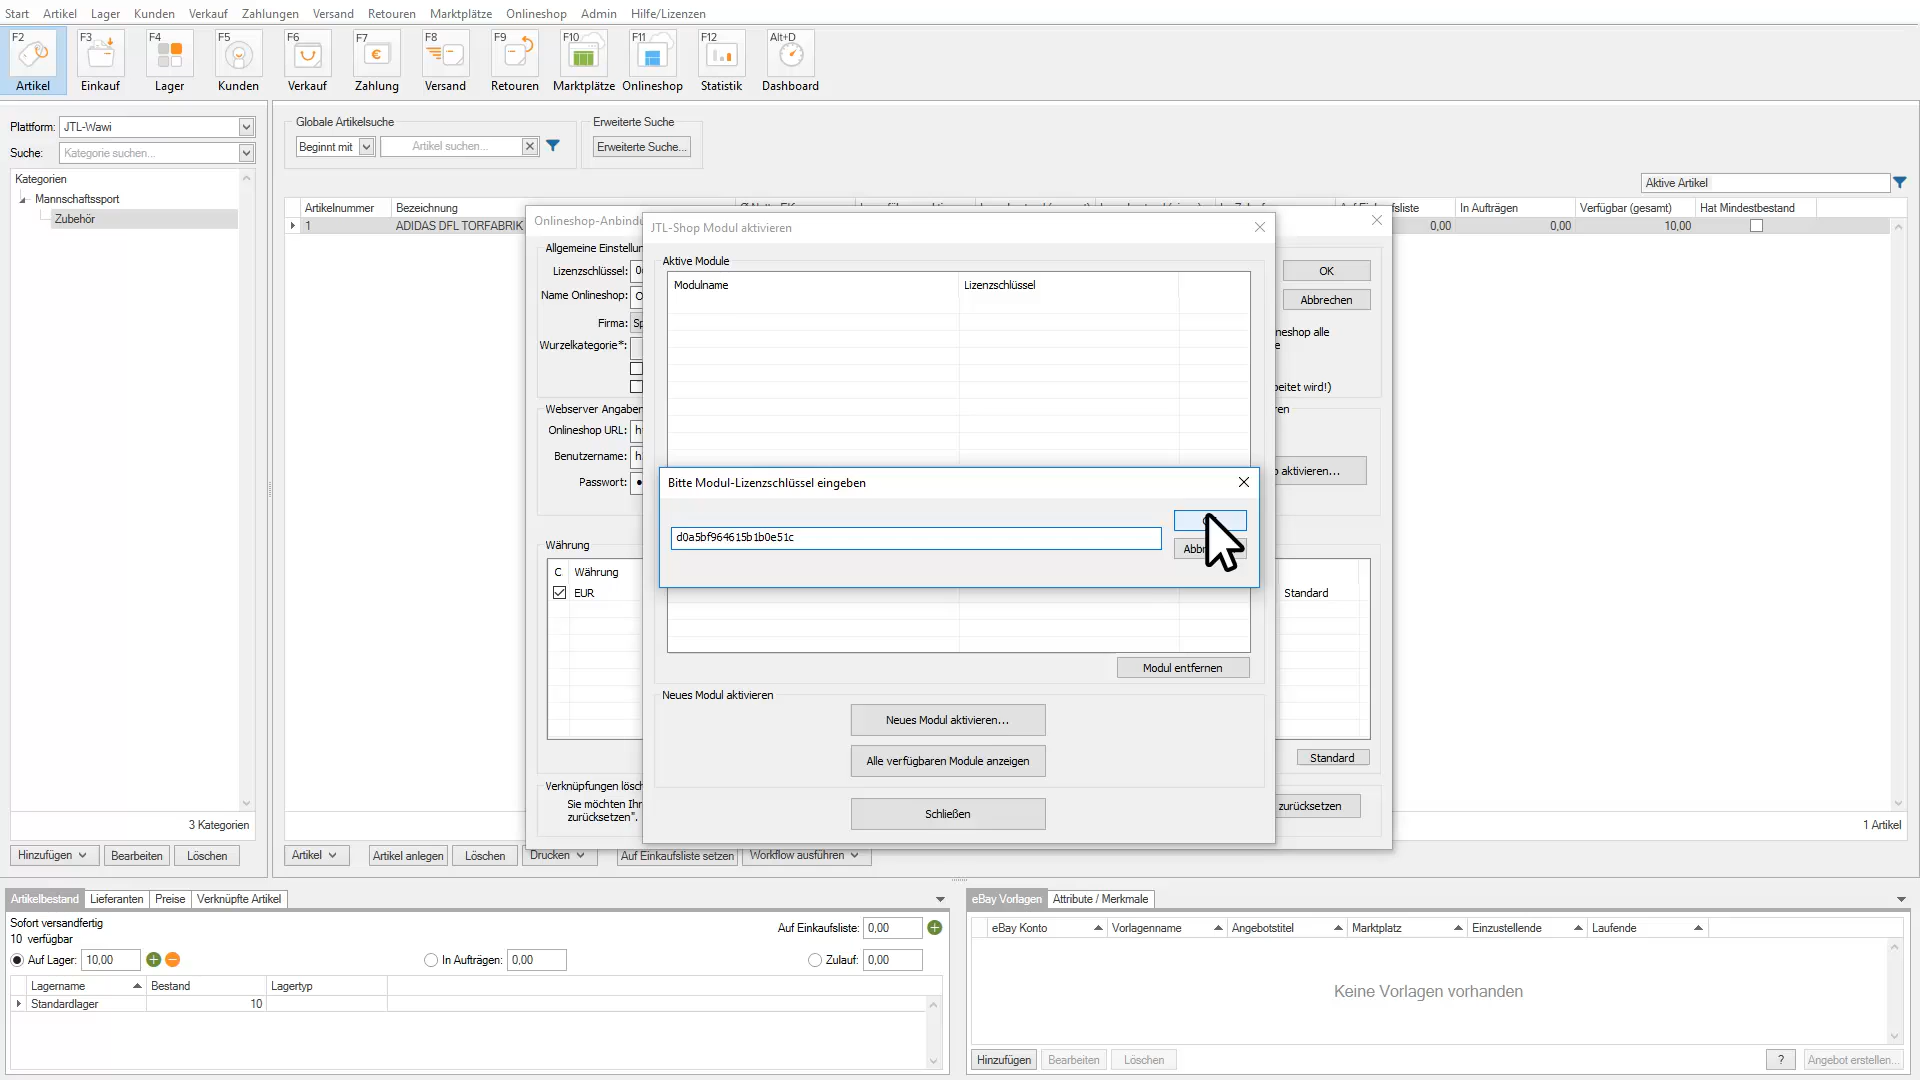 Start Artikel Lager Kunden Verkauf Zahlungen Versand Retouren Marktplätze Onlineshop Admin Hilfe/Lizenzen
F2 F3 F4 F5 F6 F7 F8 F9 F10 F11 F12 Alt+D
Artikel Einkauf Lager Kunden Verkauf Zahlung Versand Retouren Marktplätze Onlineshop Statistik Dashboard
Plattform: JTL-Wawi
Suche: Kategorie suchen...
Kategorien
Mannschaftssport
Zubehör
3 Kategorien
Hinzufügen Bearbeiten Löschen
Globale Artikelsuche
Beginnt mit Artikel suchen...
Erweiterte Suche
Erweiterte Suche...
Aktive Artikel
Artikelnummer Bezeichnung
In Aufträgen Verfügbar (gesamt) Hat Mindestbestand
1 ADIDAS DFL TORFABRIK 0,00 0,00 10,00
Onlineshop-Anbindu
Allgemeine Einstellun
Lizenzschlüssel:
Name Onlineshop:
Firma: Sp
Wurzelkategorie*:
Webserver Angaben
Onlineshop URL: h
Benutzername: h
Passwort:
Währung
C Währung
EUR
Standard
Standard
Verknüpfungen lösch
Sie möchten Ihr
zurücksetzen".
OK
Abbrechen
neshop alle
e
beitet wird!)
ren
aktivieren...
zurücksetzen
JTL-Shop Modul aktivieren
Aktive Module
Modulname Lizenzschlüssel
Bitte Modul-Lizenzschlüssel eingeben
d0a5bf964615b1b0e51c
Abb
Modul entfernen
Neues Modul aktivieren
Neues Modul aktivieren...
Alle verfügbaren Module anzeigen
Schließen
1 Artikel
Artikel Artikel anlegen Löschen Drucken Auf Einkaufsliste setzen Workflow ausführen
Artikelbestand Lieferanten Preise Verknüpfte Artikel
Sofort versandfertig
10 verfügbar
Auf Einkaufsliste: 0,00
Auf Lager: 10,00 In Aufträgen: 0,00 Zulauf: 0,00
Lagername Bestand Lagertyp
Standardlager 10
eBay Vorlagen Attribute / Merkmale
eBay Konto Vorlagenname Angebotstitel Marktplatz Einzustellende Laufende
Keine Vorlagen vorhanden
Hinzufügen Bearbeiten Löschen ? Angebot erstellen...